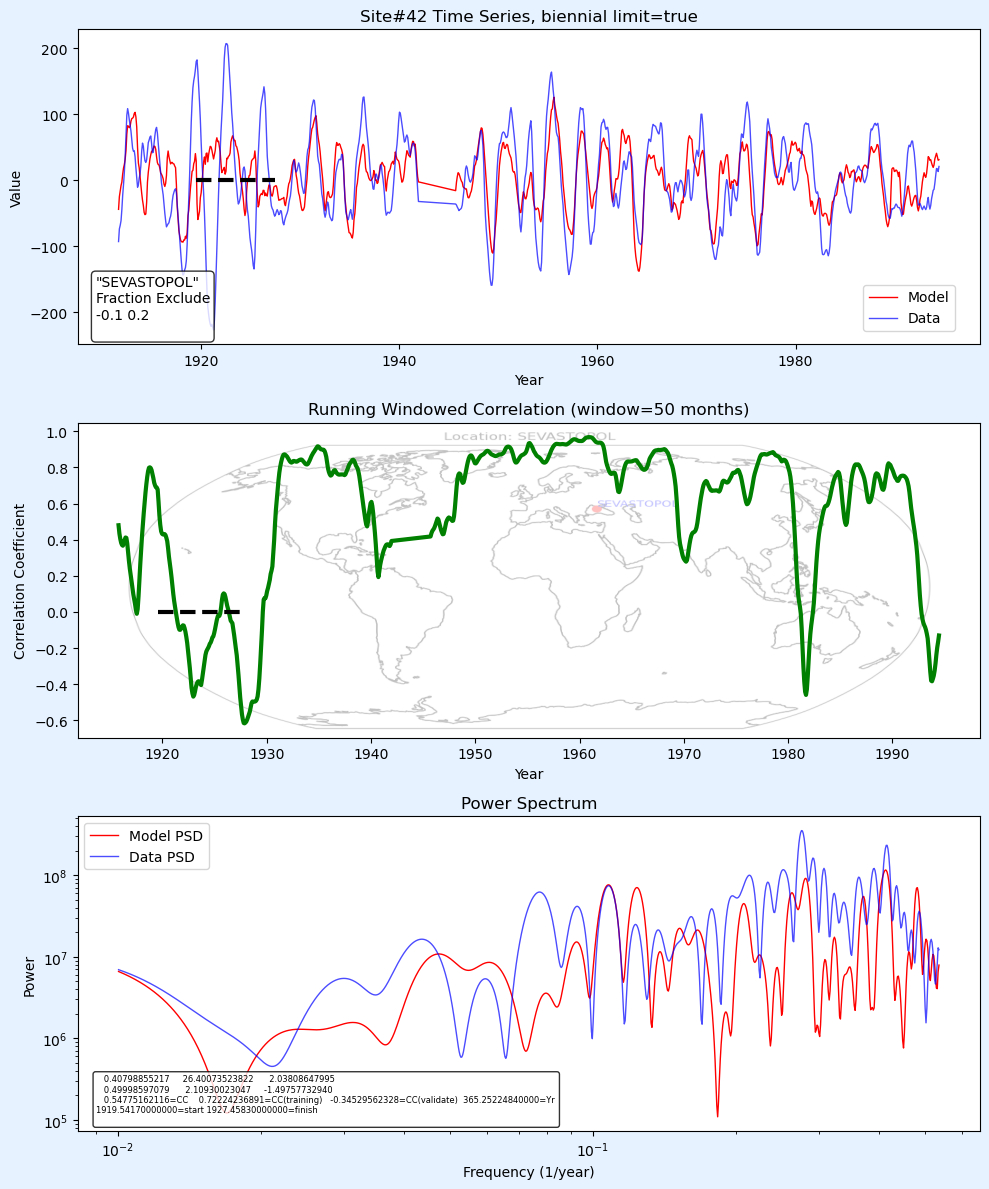 Site#42 Time Series, biennial limit=true
200
100
0
−100
−200
Value
"SEVASTOPOL"
Fraction Exclude
-0.1 0.2
Model
Data
1920
1940
1960
1980
Year
Running Windowed Correlation (window=50 months)
Location: SEVASTOPOL
SEVASTOPOL
1.0
0.8
0.6
0.4
0.2
0.0
−0.2
−0.4
−0.6
Correlation Coefficient
1920
1930
1940
1950
1960
1970
1980
1990
Year
Power Spectrum
Model PSD
Data PSD
10^8
10^7
10^6
10^5
Power
0.40798855217 26.40073523822 2.03808647995
0.49998597079 2.10930023047 -1.49757732940
0.54775162116=CC 0.72224236891=CC(training) -0.34529562328=CC(validate) 365.25224840000=Yr
1919.54170000000=start 1927.45830000000=finish
10^−2
10^−1
Frequency (1/year)